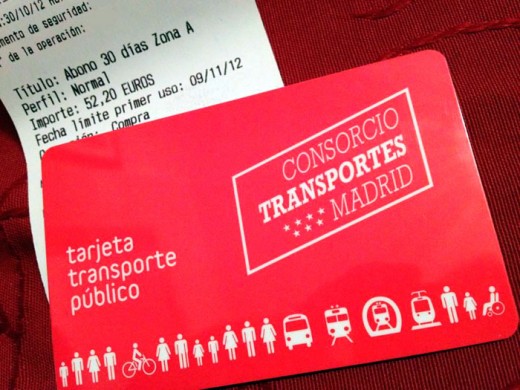 :30/10/12
mento de seguridad:
de la operación:
Título: Abono 30 días Zona A
Perfil: Normal
Importe: 52,20 EUROS
Fecha límite primer uso: 09/11/12
Compra
CONSORCIO
TRANSPORTES
MADRID
tarjeta
transporte
público